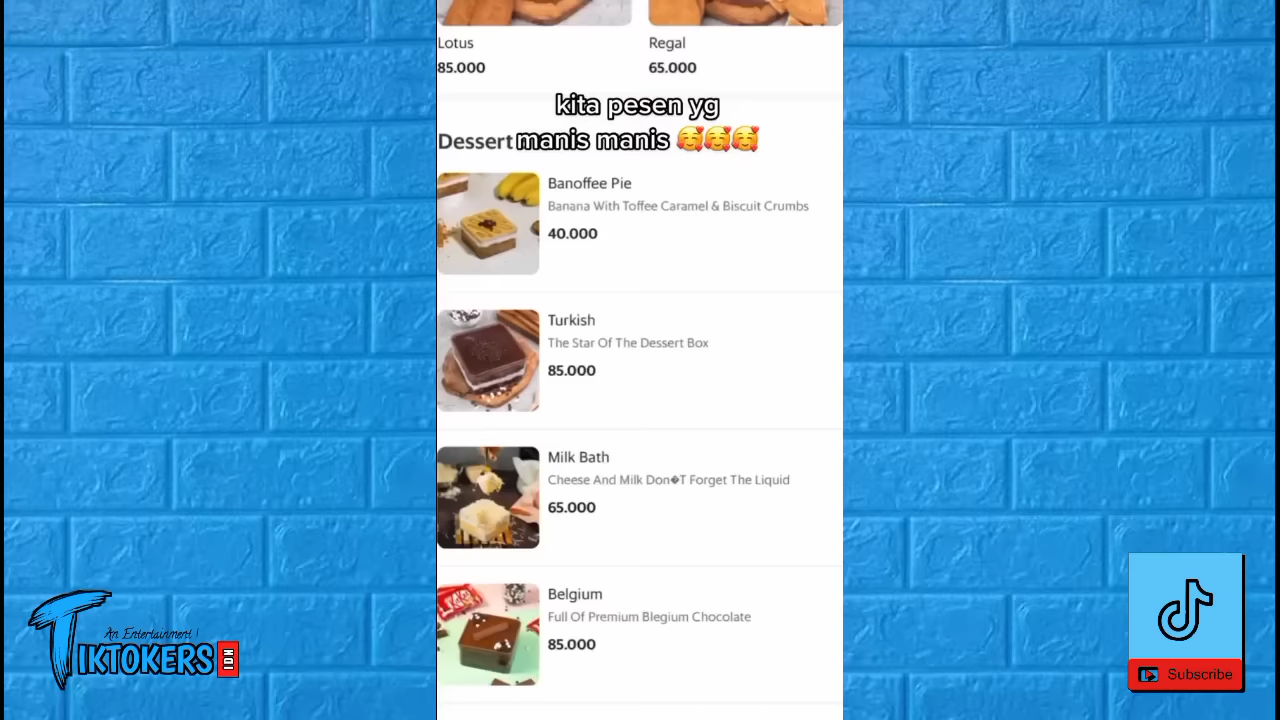 Lotus
85.000
Regal
65.000
kita pesen yg
manis manis 🥰🥰🥰
Dessert
Banoffee Pie
Banana With Toffee Caramel & Biscuit Crumbs
40.000
Turkish
The Star Of The Dessert Box
85.000
Milk Bath
Cheese And Milk Don�T Forget The Liquid
65.000
Belgium
Full Of Premium Blegium Chocolate
85.000
An Entertainment !
TIKTOKERS IDN
Subscribe